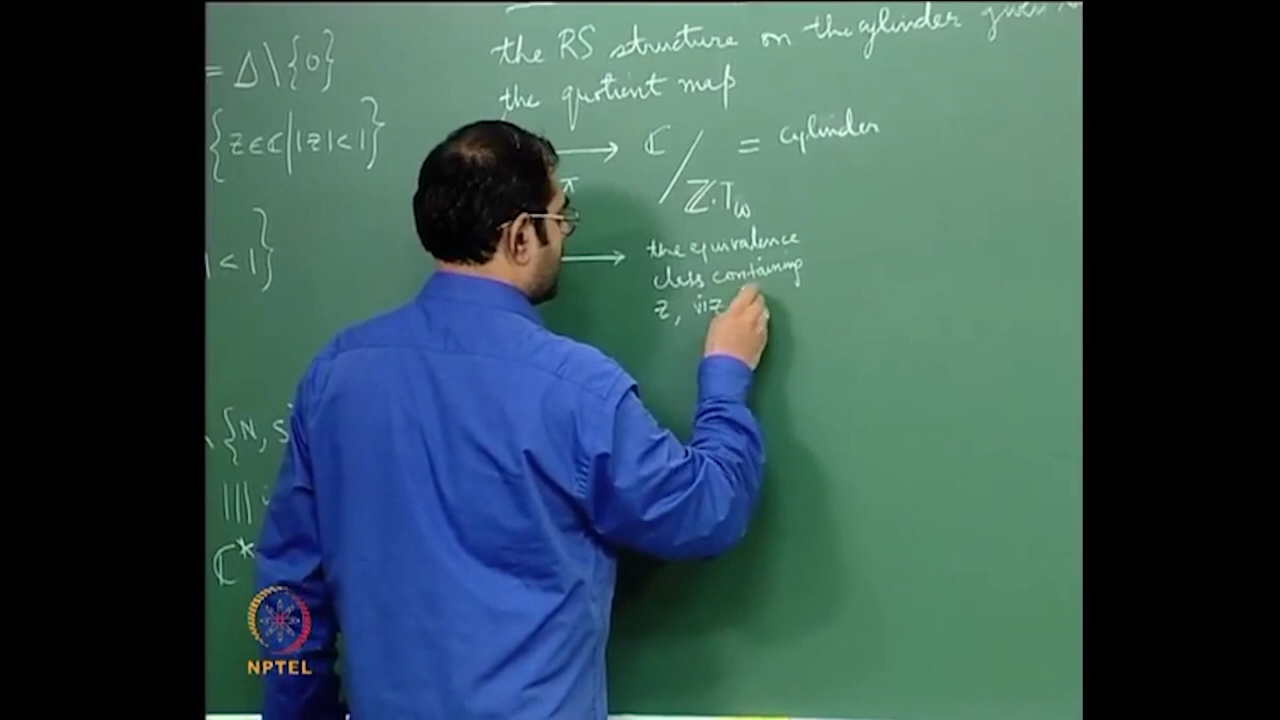 = Δ\{0}
{z∈ℂ||z|<1}
<1}
\{N, S
|||
ℂ*
the RS structure on the cylinder given
the quotient map
⟶ ℂ/ℤ.T_ω = cylinder
π
⟶ the equivalence
class containing
z, viz
NPTEL